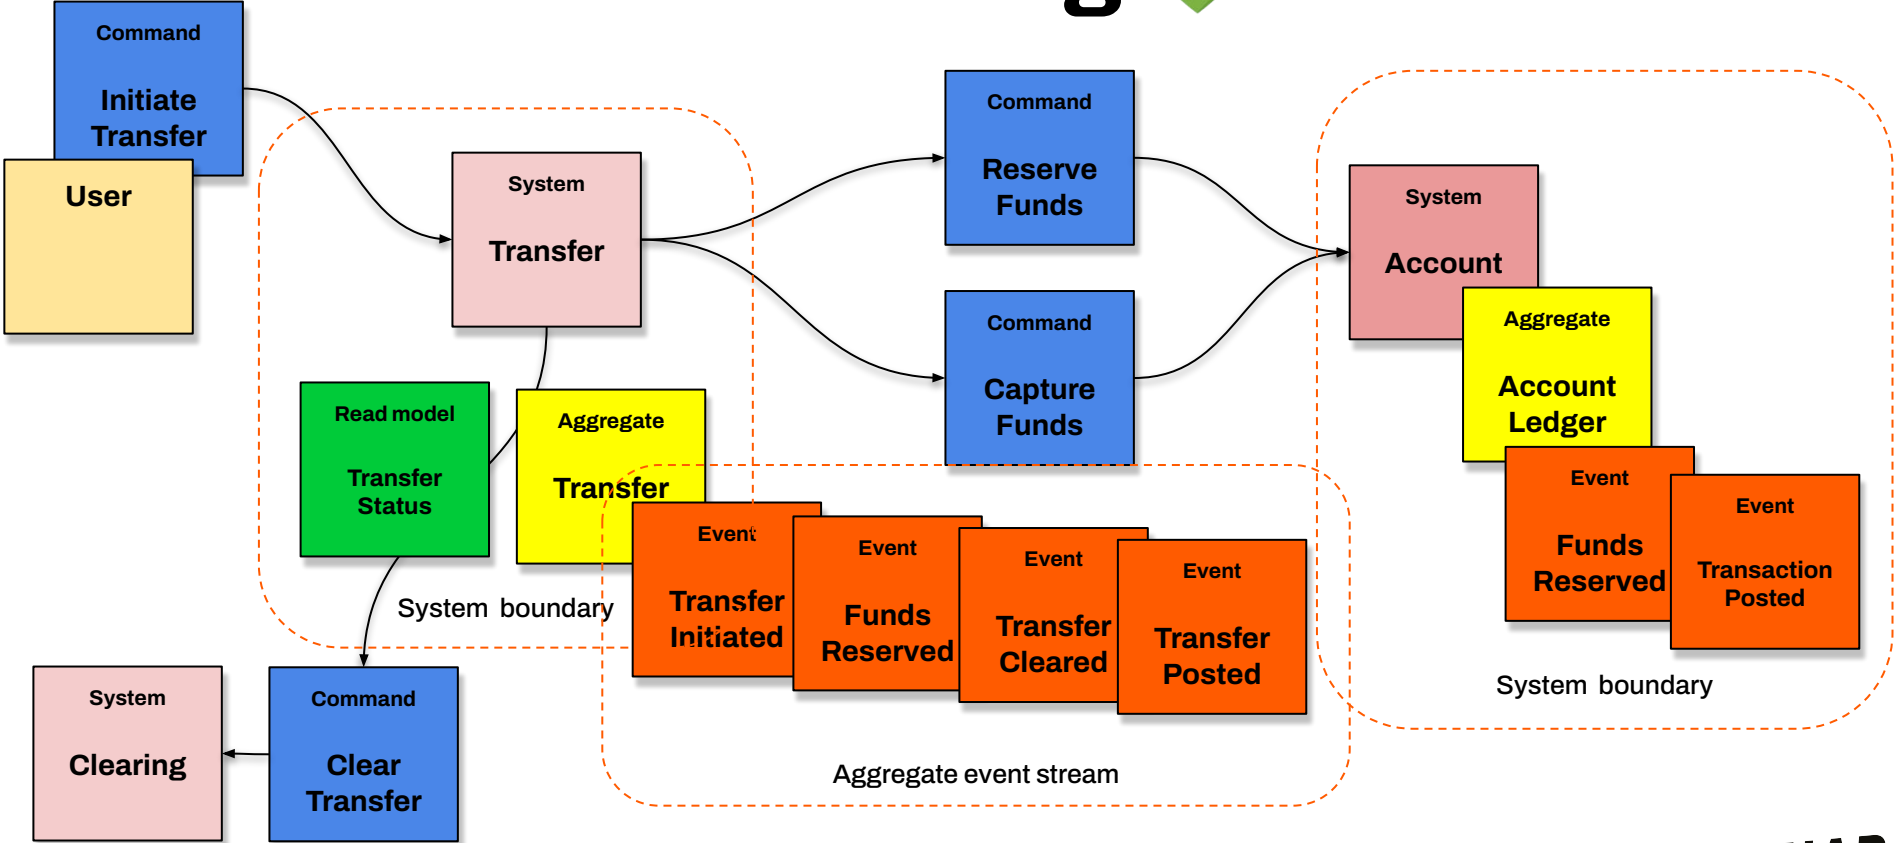 Command
Initiate
Transfer
User
System
Transfer
Command
Reserve
Funds
Command
Capture
Funds
System
Account
Aggregate
Account
Ledger
Event
Funds
Reserved
Event
Transaction
Posted
System boundary
Read model
Transfer
Status
Aggregate
Transfer
System boundary
Event
Transfer
Initiated
Event
Funds
Reserved
Event
Transfer
Cleared
Event
Transfer
Posted
Aggregate event stream
System
Clearing
Command
Clear
Transfer